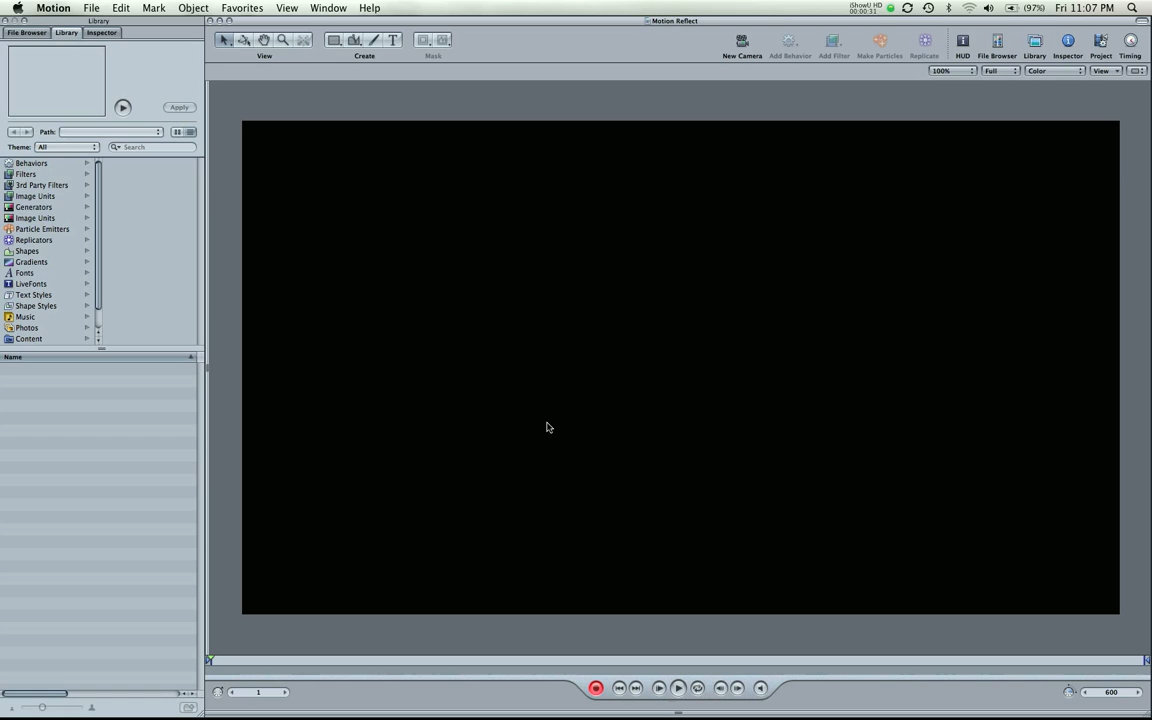 Motion File Edit Mark Object Favorites View Window Help iShowU HD 00:00:31 (97%) Fri 11:07 PM
Library Motion Reflect
File Browser Library Inspector
View Create Mask New Camera Add Behavior Add Filter Make Particles Replicate HUD File Browser Library Inspector Project Timing
100% Full Color View
Apply
Path:
Theme: All Search
Behaviors
Filters
3rd Party Filters
Image Units
Generators
Image Units
Particle Emitters
Replicators
Shapes
Gradients
Fonts
LiveFonts
Text Styles
Shape Styles
Music
Photos
Content
Name
1 600